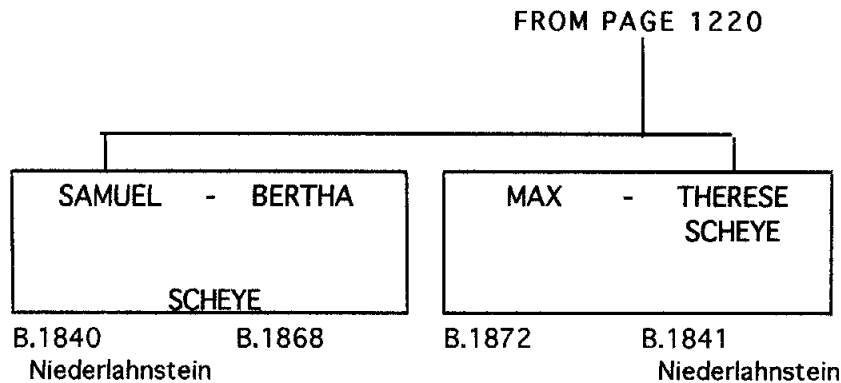 FROM PAGE 1220
SAMUEL - BERTHA
SCHEYE
B.1840 B.1868
Niederlahnstein
MAX - THERESE
SCHEYE
B.1872 B.1841
Niederlahnstein